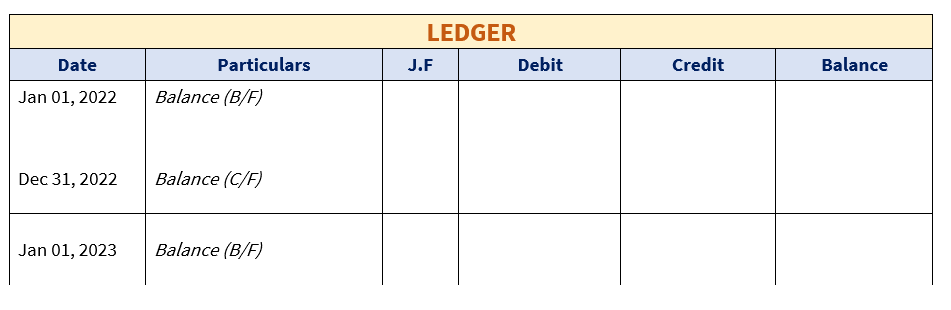 LEDGER
Date Particulars J.F Debit Credit Balance
Jan 01, 2022 Balance (B/F)
Dec 31, 2022 Balance (C/F)
Jan 01, 2023 Balance (B/F)